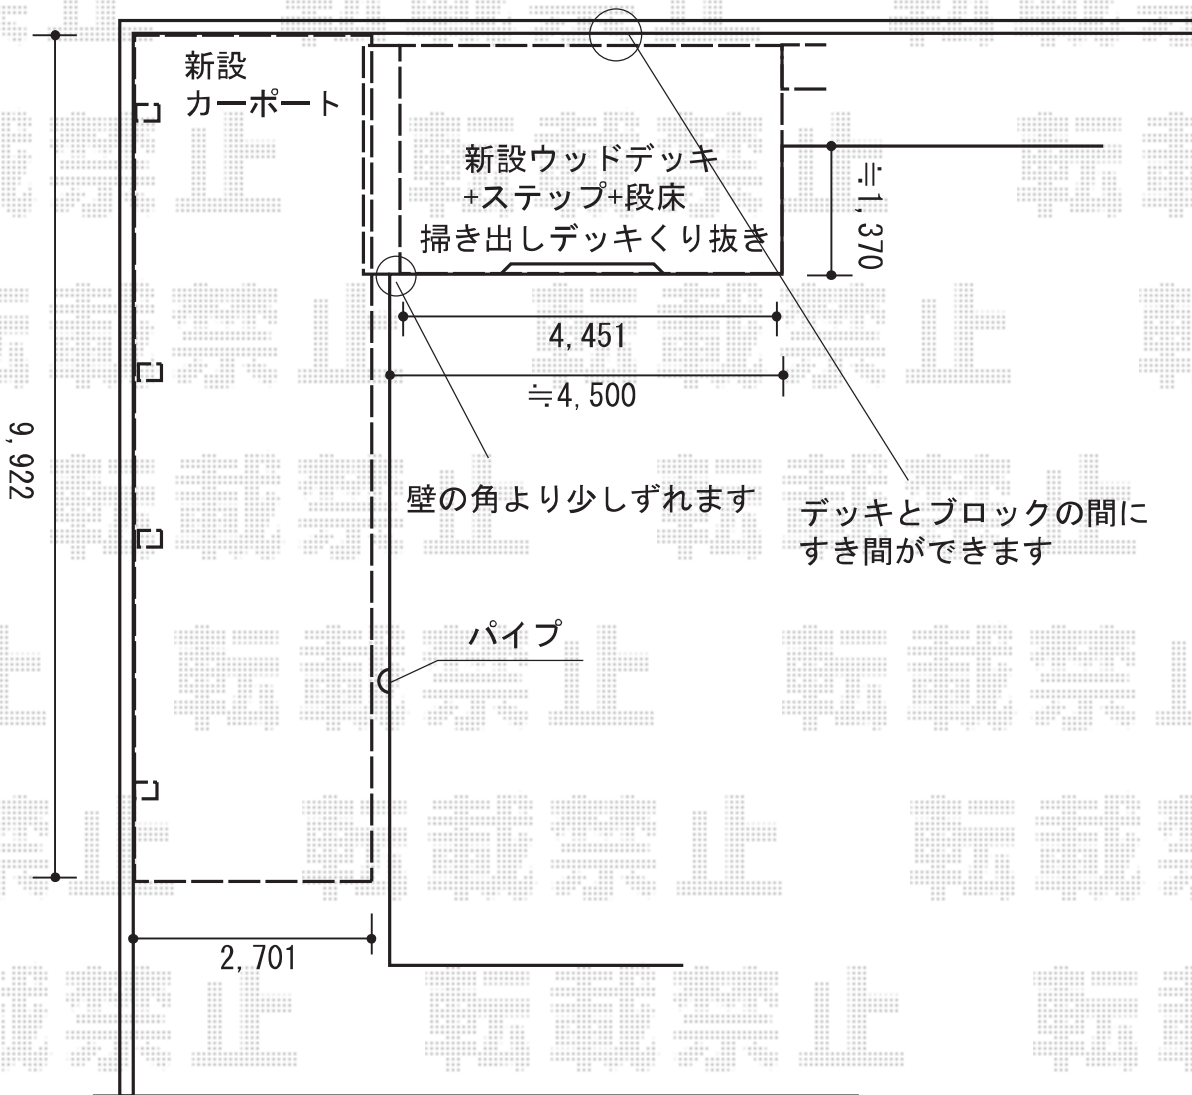 新設
カーポート
新設ウッドデッキ
+ステップ+段床
掃き出しデッキくり抜き
≒1,370
4,451
≒4,500
9,922
壁の角より少しずれます
デッキとブロックの間に
すき間ができます
パイプ
2,701
転載禁止